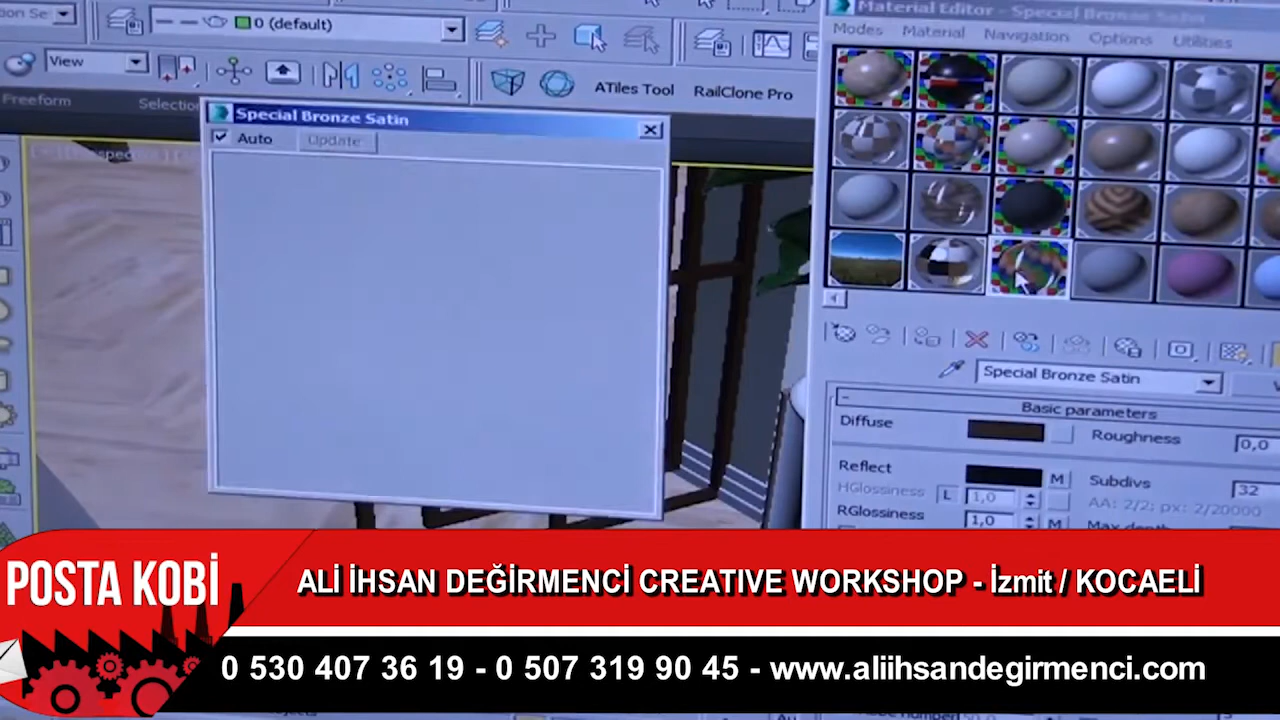 0 (default)
Material Editor - Special Bronze Satin
Modes Material Navigation Options Utilities
View
ATiles Tool RailClone Pro
Freeform
Special Bronze Satin
Auto Update
Special Bronze Satin
Basic parameters
Diffuse Roughness 0,0
Reflect M Subdivs 32
HGlossiness L 1,0 AA: 2/2; px: 2/20000
RGlossiness 1,0 M Max depth
POSTA KOBİ
ALİ İHSAN DEĞİRMENCİ CREATIVE WORKSHOP - İzmit / KOCAELİ
0 530 407 36 19 - 0 507 319 90 45 - www.aliihsandegirmenci.com